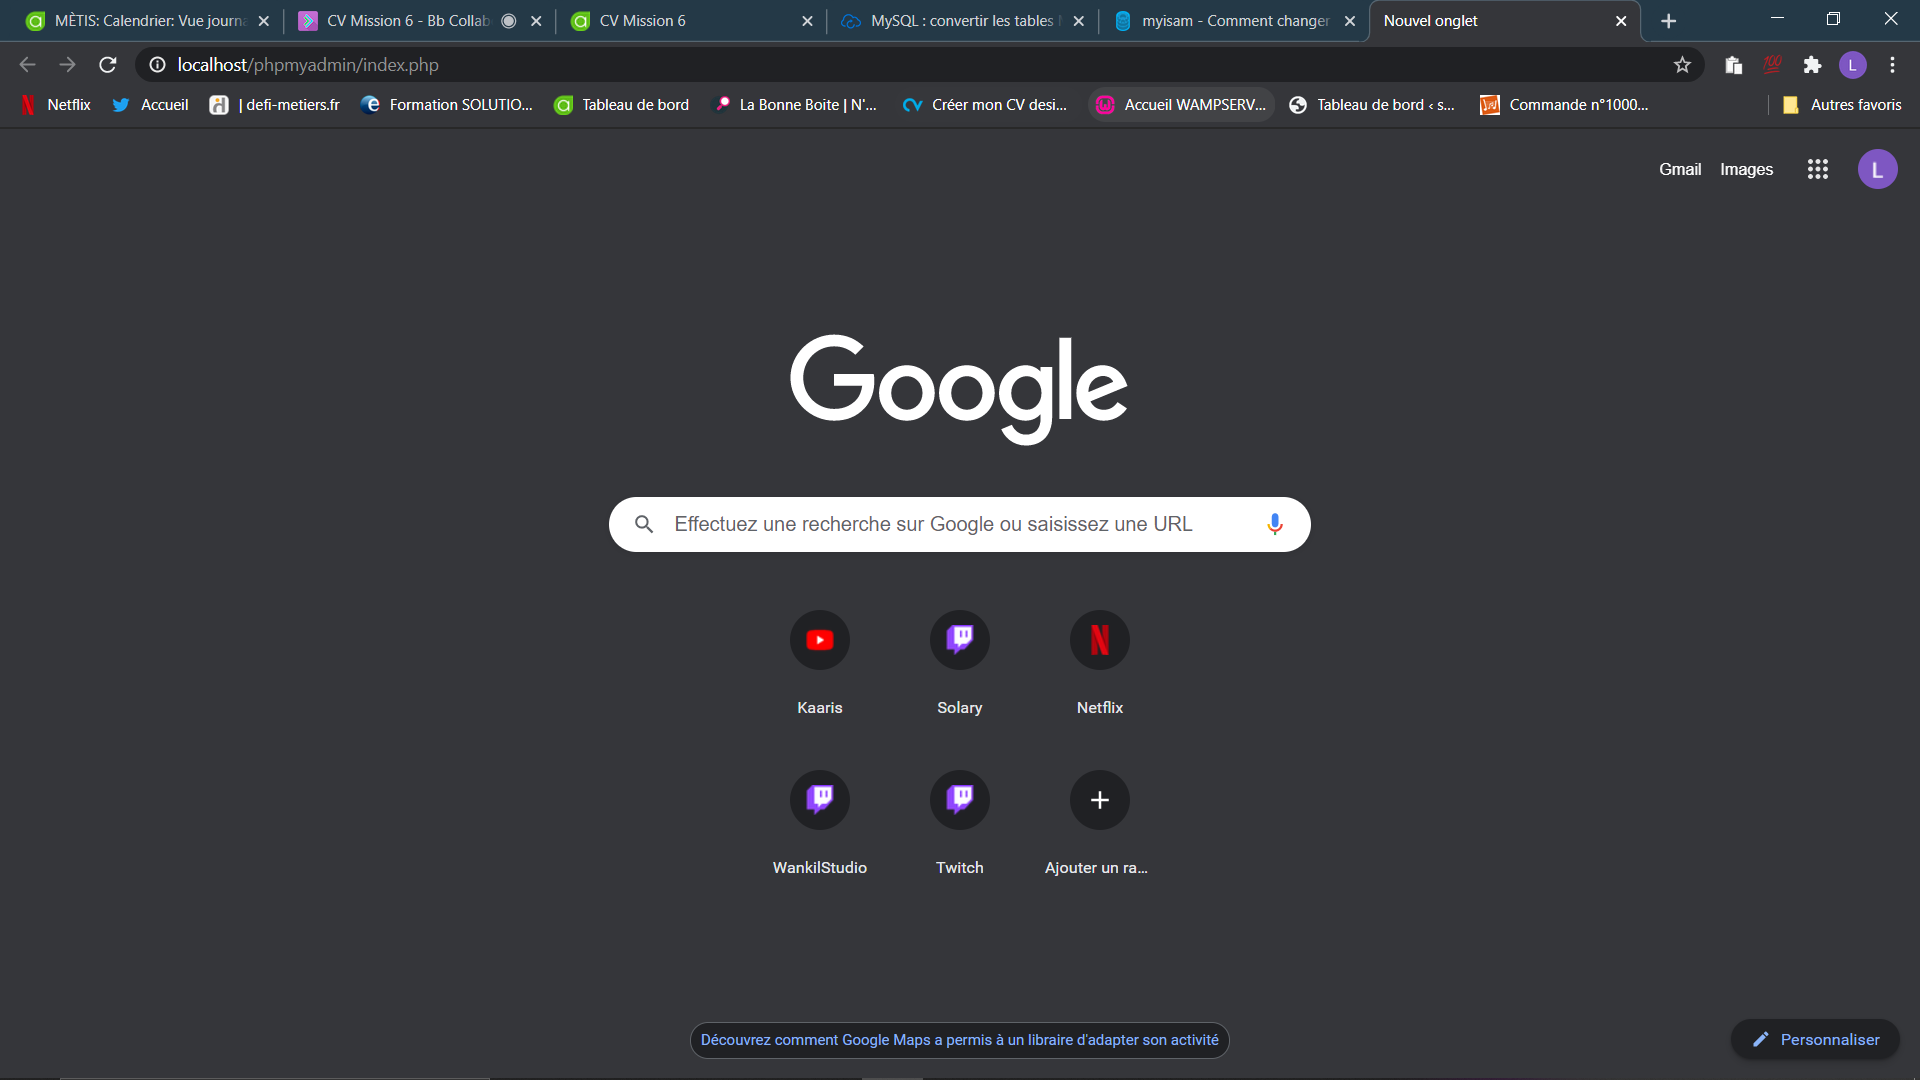 MÈTIS: Calendrier: Vue journa
CV Mission 6 - Bb Collab
CV Mission 6
MySQL : convertir les tables
myisam - Comment changer
Nouvel onglet
localhost/phpmyadmin/index.php
100
L
Netflix
Accueil
| defi-metiers.fr
Formation SOLUTIO...
Tableau de bord
La Bonne Boite | N'...
Créer mon CV desi...
Accueil WAMPSERV...
Tableau de bord ‹ s...
Commande n°1000...
Autres favoris
Gmail
Images
L
Google
Effectuez une recherche sur Google ou saisissez une URL
Kaaris
Solary
Netflix
WankilStudio
Twitch
Ajouter un ra...
Découvrez comment Google Maps a permis à un libraire d'adapter son activité
Personnaliser